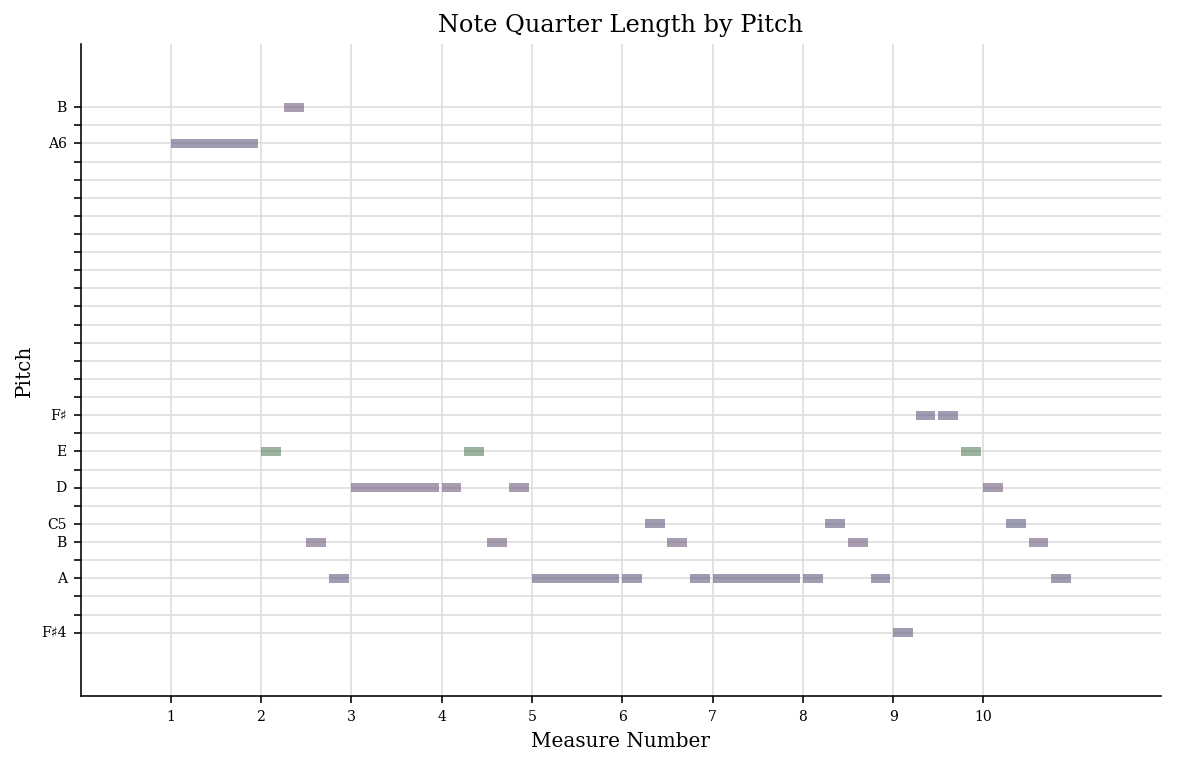 Note Quarter Length by Pitch
B
A6
F♯
E
D
C5
B
A
F♯4
Pitch
1 2 3 4 5 6 7 8 9 10
Measure Number